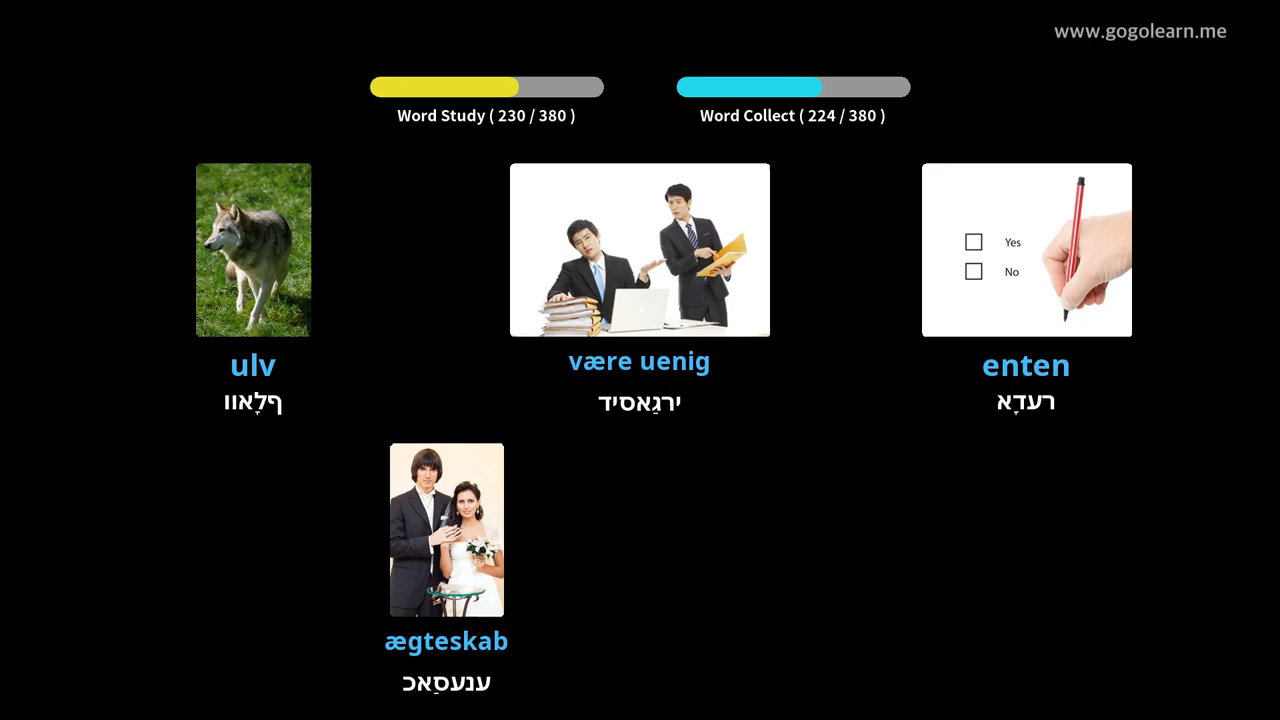 www.gogolearn.me
Word Study ( 230 / 380 )
Word Collect ( 224 / 380 )
Yes
No
ulv
ףלָאוו
være uenig
ירגַאסיד
enten
רעדָא
ægteskab
ענעסַאכ